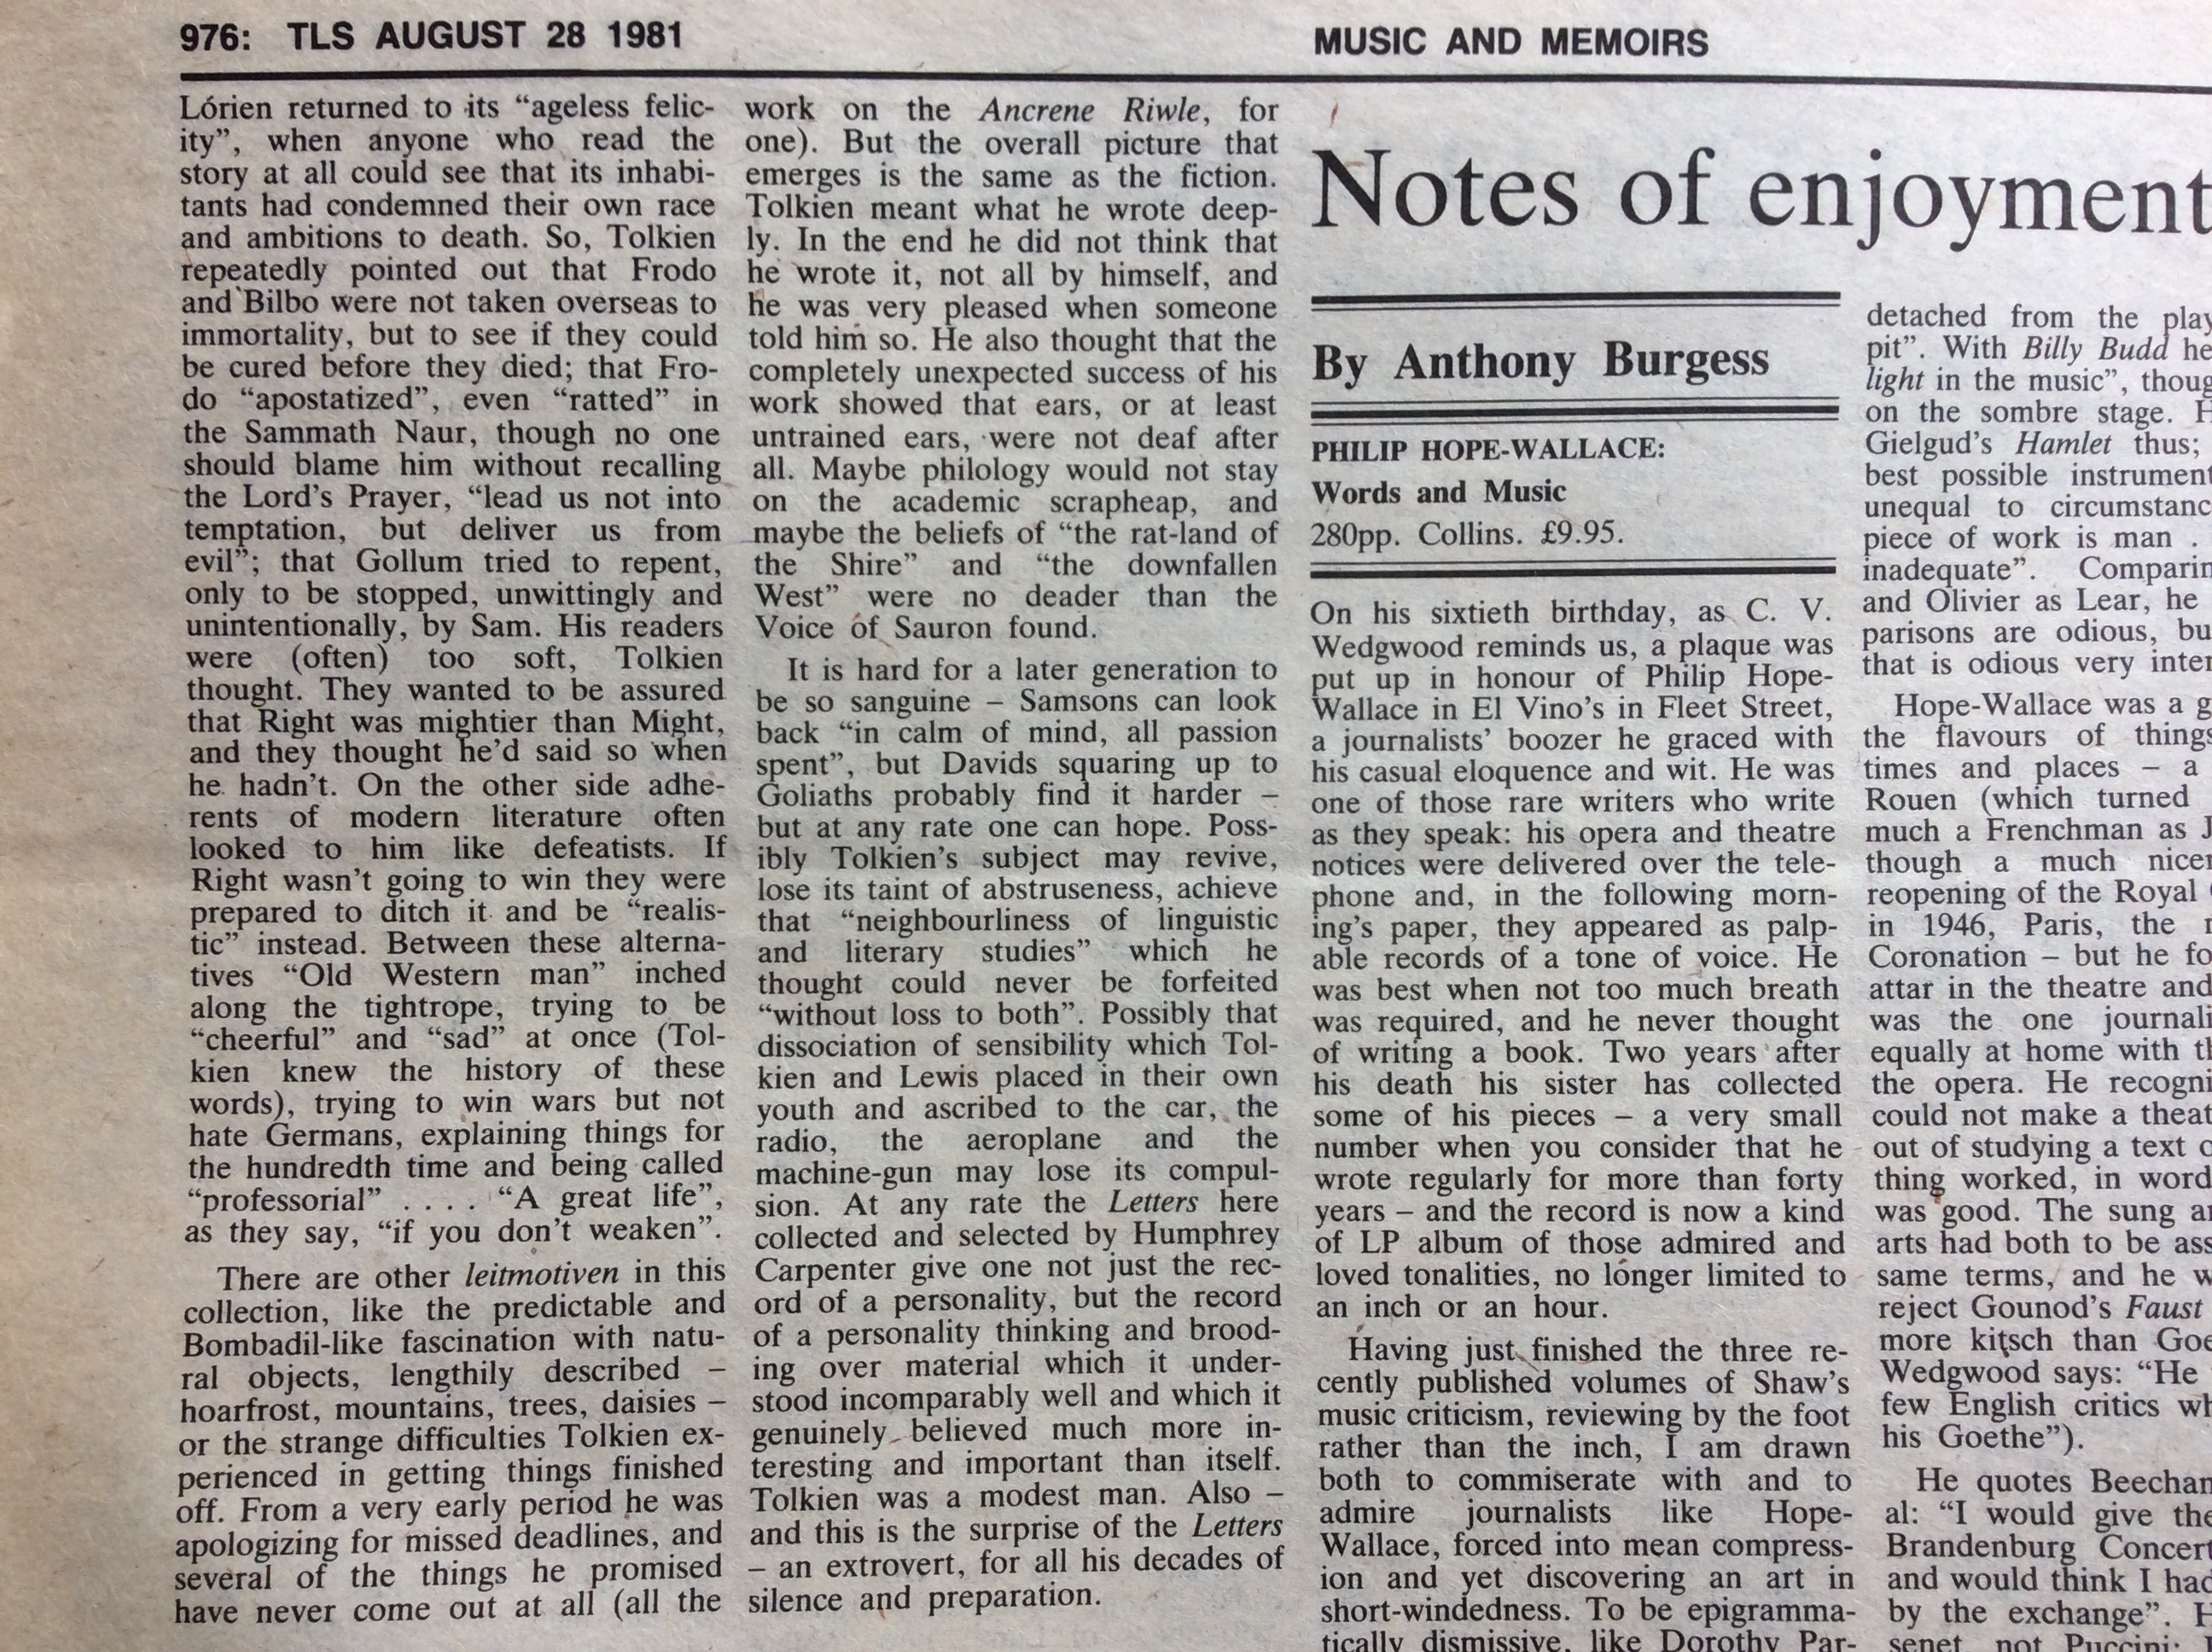 976: TLS AUGUST 28 1981
MUSIC AND MEMOIRS
Lórien returned to its “ageless felic-
ity”, when anyone who read the
story at all could see that its inhabi-
tants had condemned their own race
and ambitions to death. So, Tolkien
repeatedly pointed out that Frodo
and Bilbo were not taken overseas to
immortality, but to see if they could
be cured before they died; that Fro-
do “apostatized”, even “ratted” in
the Sammath Naur, though no one
should blame him without recalling
the Lord’s Prayer, “lead us not into
temptation, but deliver us from
evil”; that Gollum tried to repent,
only to be stopped, unwittingly and
unintentionally, by Sam. His readers
were (often) too soft, Tolkien
thought. They wanted to be assured
that Right was mightier than Might,
and they thought he’d said so when
he hadn’t. On the other side adhe-
rents of modern literature often
looked to him like defeatists. If
Right wasn’t going to win they were
prepared to ditch it and be “realis-
tic” instead. Between these alterna-
tives “Old Western man” inched
along the tightrope, trying to be
“cheerful” and “sad” at once (Tol-
kien knew the history of these
words), trying to win wars but not
hate Germans, explaining things for
the hundredth time and being called
“professorial” . . . . “A great life”,
as they say, “if you don’t weaken”.
There are other leitmotiven in this
collection, like the predictable and
Bombadil-like fascination with natu-
ral objects, lengthily described –
hoarfrost, mountains, trees, daisies –
or the strange difficulties Tolkien ex-
perienced in getting things finished
off. From a very early period he was
apologizing for missed deadlines, and
several of the things he promised
have never come out at all (all the
work on the Ancrene Riwle, for
one). But the overall picture that
emerges is the same as the fiction.
Tolkien meant what he wrote deep-
ly. In the end he did not think that
he wrote it, not all by himself, and
he was very pleased when someone
told him so. He also thought that the
completely unexpected success of his
work showed that ears, or at least
untrained ears, were not deaf after
all. Maybe philology would not stay
on the academic scrapheap, and
maybe the beliefs of “the rat-land of
the Shire” and “the downfallen
West” were no deader than the
Voice of Sauron found.
It is hard for a later generation to
be so sanguine – Samsons can look
back “in calm of mind, all passion
spent”, but Davids squaring up to
Goliaths probably find it harder –
but at any rate one can hope. Poss-
ibly Tolkien’s subject may revive,
lose its taint of abstruseness, achieve
that “neighbourliness of linguistic
and literary studies” which he
thought could never be forfeited
“without loss to both”. Possibly that
dissociation of sensibility which Tol-
kien and Lewis placed in their own
youth and ascribed to the car, the
radio, the aeroplane and the
machine-gun may lose its compul-
sion. At any rate the Letters here
collected and selected by Humphrey
Carpenter give one not just the rec-
ord of a personality, but the record
of a personality thinking and brood-
ing over material which it under-
stood incomparably well and which it
genuinely believed much more in-
teresting and important than itself.
Tolkien was a modest man. Also –
and this is the surprise of the Letters
– an extrovert, for all his decades of
silence and preparation.
Notes of enjoyment
By Anthony Burgess
PHILIP HOPE-WALLACE:
Words and Music
280pp. Collins. £9.95.
On his sixtieth birthday, as C. V.
Wedgwood reminds us, a plaque was
put up in honour of Philip Hope-
Wallace in El Vino’s in Fleet Street,
a journalists’ boozer he graced with
his casual eloquence and wit. He was
one of those rare writers who write
as they speak: his opera and theatre
notices were delivered over the tele-
phone and, in the following morn-
ing’s paper, they appeared as palp-
able records of a tone of voice. He
was best when not too much breath
was required, and he never thought
of writing a book. Two years after
his death his sister has collected
some of his pieces – a very small
number when you consider that he
wrote regularly for more than forty
years – and the record is now a kind
of LP album of those admired and
loved tonalities, no longer limited to
an inch or an hour.
Having just finished the three re-
cently published volumes of Shaw’s
music criticism, reviewing by the foot
rather than the inch, I am drawn
both to commiserate with and to
admire journalists like Hope-
Wallace, forced into mean compress-
ion and yet discovering an art in
short-windedness. To be epigramma-
tically dismissive, like Dorothy Par-
detached from the
pit”. With Billy Budd he
light in the music”,
on the sombre stage.
Gielgud’s Hamlet thus;
best possible
unequal to
piece of work is man .
inadequate”.
and Olivier as Lear, he
parisons are odious,
that is odious very
Hope-Wallace was a
the flavours of things
times and places – a
Rouen (which turned
much a Frenchman as
though a much nicer
reopening of the Royal
in 1946, Paris, the
Coronation – but he
attar in the theatre and
was the one
equally at home with
the opera. He
could not make a
out of studying a text
thing worked, in
was good. The sung
arts had both to be
same terms, and he
reject Gounod’s Faust
more kitsch than
Wedgwood says: “He
few English critics
his Goethe”).
He quotes
al: “I would give
Brandenburg
and would think I
by the exchange”.
senet, not Puccini;